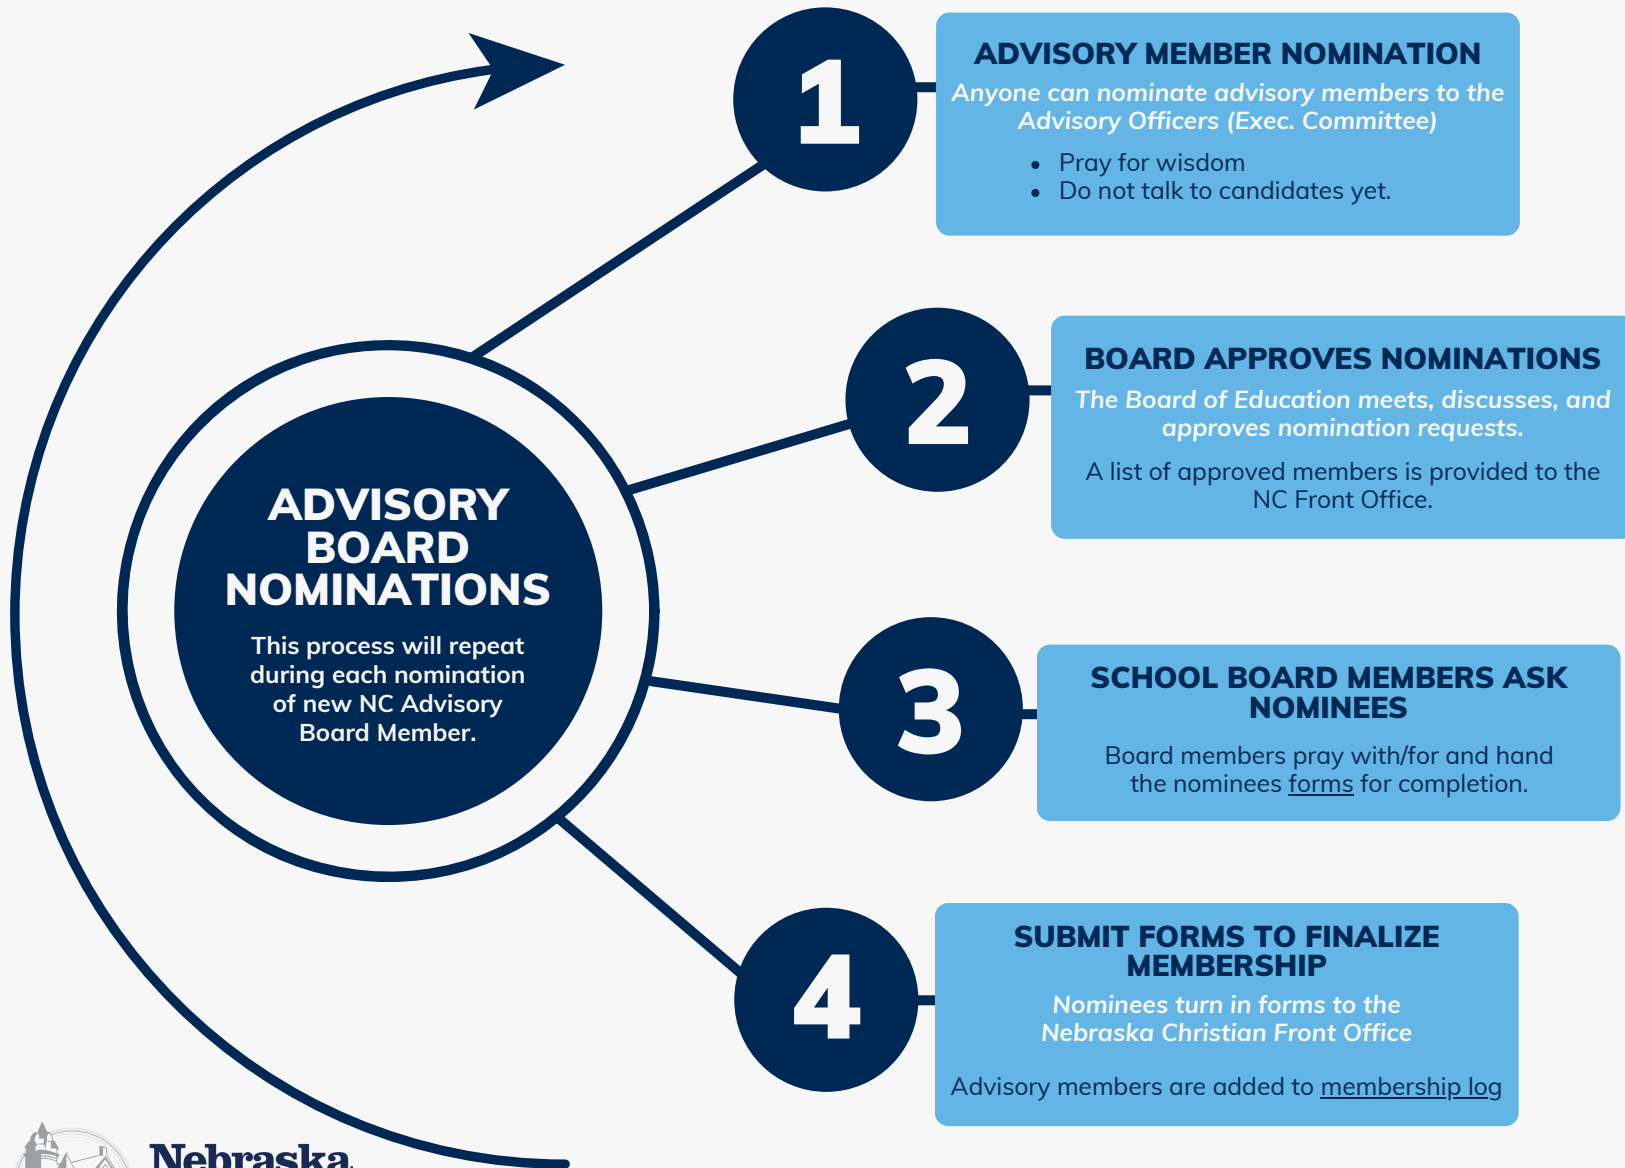 1
ADVISORY MEMBER NOMINATION
Anyone can nominate advisory members to the
Advisory Officers (Exec. Committee)
• Pray for wisdom
• Do not talk to candidates yet.
2
BOARD APPROVES NOMINATIONS
The Board of Education meets, discusses, and
approves nomination requests.
A list of approved members is provided to the
NC Front Office.
ADVISORY
BOARD
NOMINATIONS
This process will repeat
during each nomination
of new NC Advisory
Board Member.
3
SCHOOL BOARD MEMBERS ASK
NOMINEES
Board members pray with/for and hand
the nominees forms for completion.
4
SUBMIT FORMS TO FINALIZE
MEMBERSHIP
Nominees turn in forms to the
Nebraska Christian Front Office
Advisory members are added to membership log
Nebraska